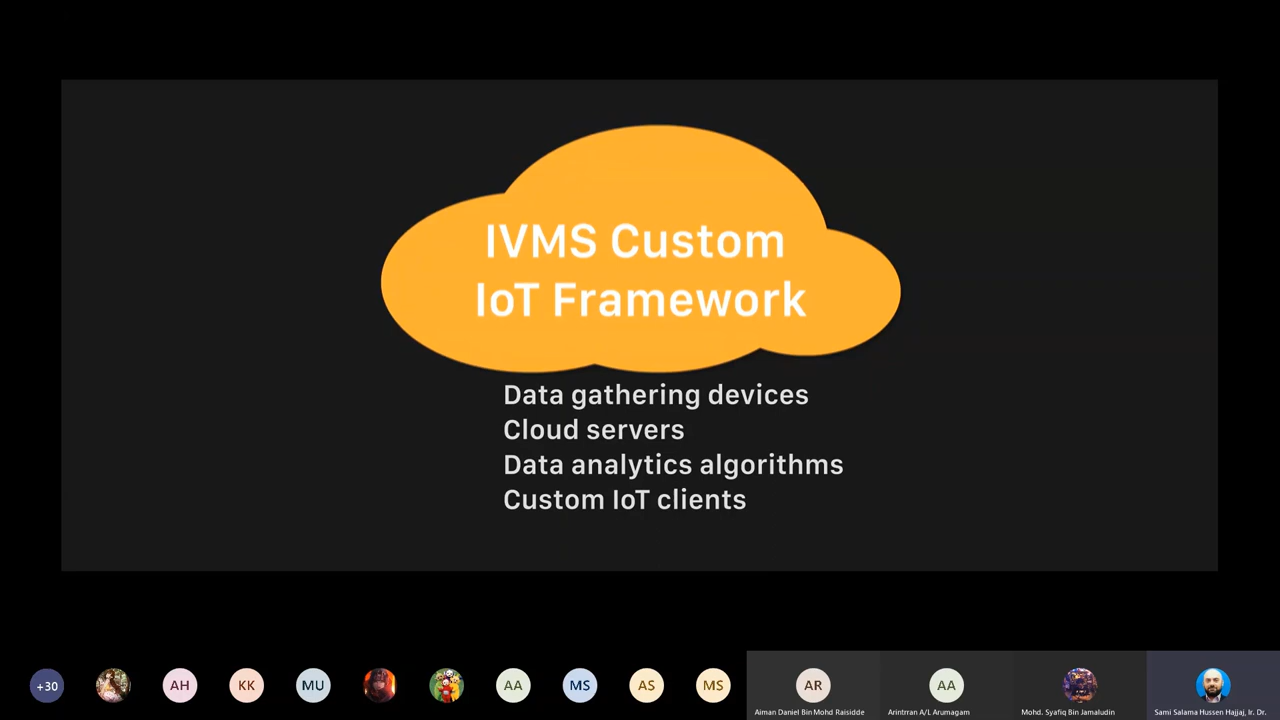 IVMS Custom
IoT Framework
Data gathering devices
Cloud servers
Data analytics algorithms
Custom IoT clients
+30
AH
KK
MU
AA
MS
AS
MS
AR
AA
Aiman Daniel Bin Mohd Raisidde
Arintrran A/L Arumagam
Mohd. Syafiq Bin Jamaludin
Sami Salama Hussen Hajjaj, Ir. Dr.